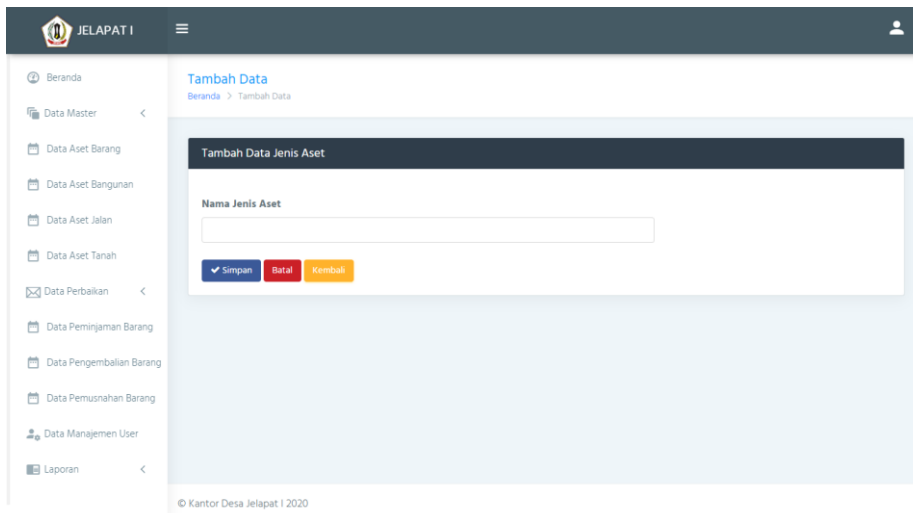 JELAPAT I
Beranda
Data Master
Data Aset Barang
Data Aset Bangunan
Data Aset Jalan
Data Aset Tanah
Data Perbaikan
Data Peminjaman Barang
Data Pengembalian Barang
Data Pemusnahan Barang
Data Manajemen User
Laporan
Tambah Data
Beranda > Tambah Data
Tambah Data Jenis Aset
Nama Jenis Aset
Simpan Batal Kembali
© Kantor Desa Jelapat I 2020